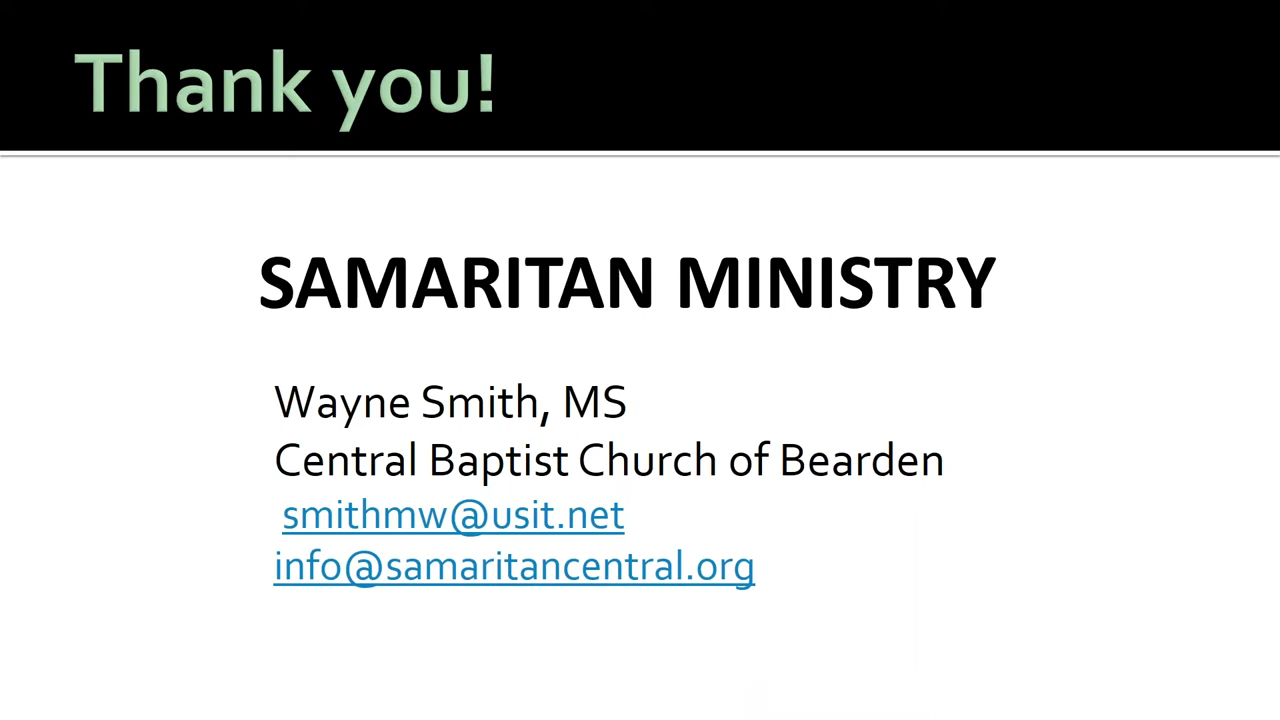 Thank you!
SAMARITAN MINISTRY
Wayne Smith, MS
Central Baptist Church of Bearden
smithmw@usit.net
info@samaritancentral.org